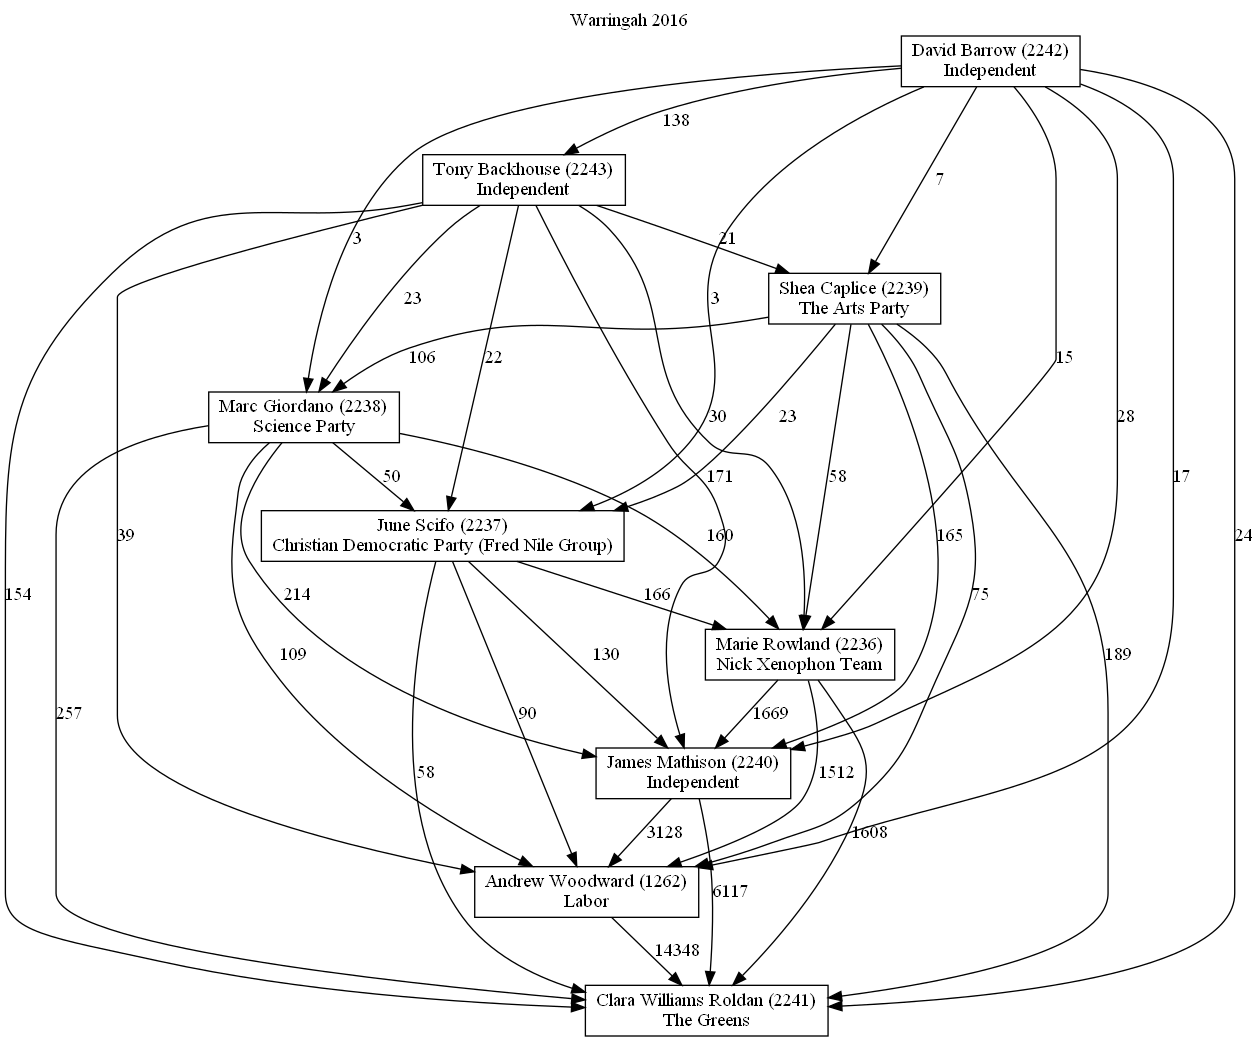 Warringah 2016
David Barrow (2242)
Independent
138
Tony Backhouse (2243)
Independent
7
3
21
23
3
Shea Caplice (2239)
The Arts Party
106
22
15
Marc Giordano (2238)
Science Party
30
23
28
50
171
58
17
June Scifo (2237)
Christian Democratic Party (Fred Nile Group)
39
160
165
24
154
214
166
75
Marie Rowland (2236)
Nick Xenophon Team
109
130
189
257
90
1669
James Mathison (2240)
Independent
58
1512
3128
1608
Andrew Woodward (1262)
Labor
6117
14348
Clara Williams Roldan (2241)
The Greens